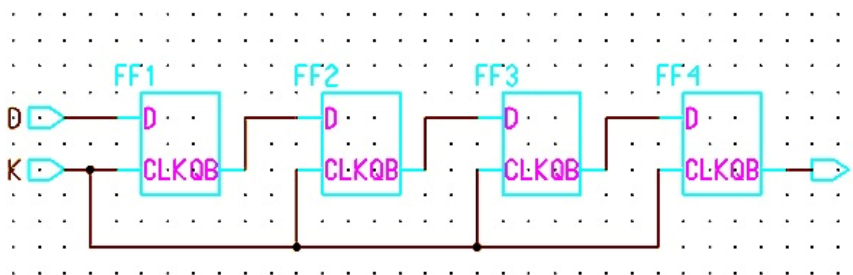 FF1 FF2 FF3 FF4
D D D D D
K CLKQB CLKQB CLKQB CLKQB